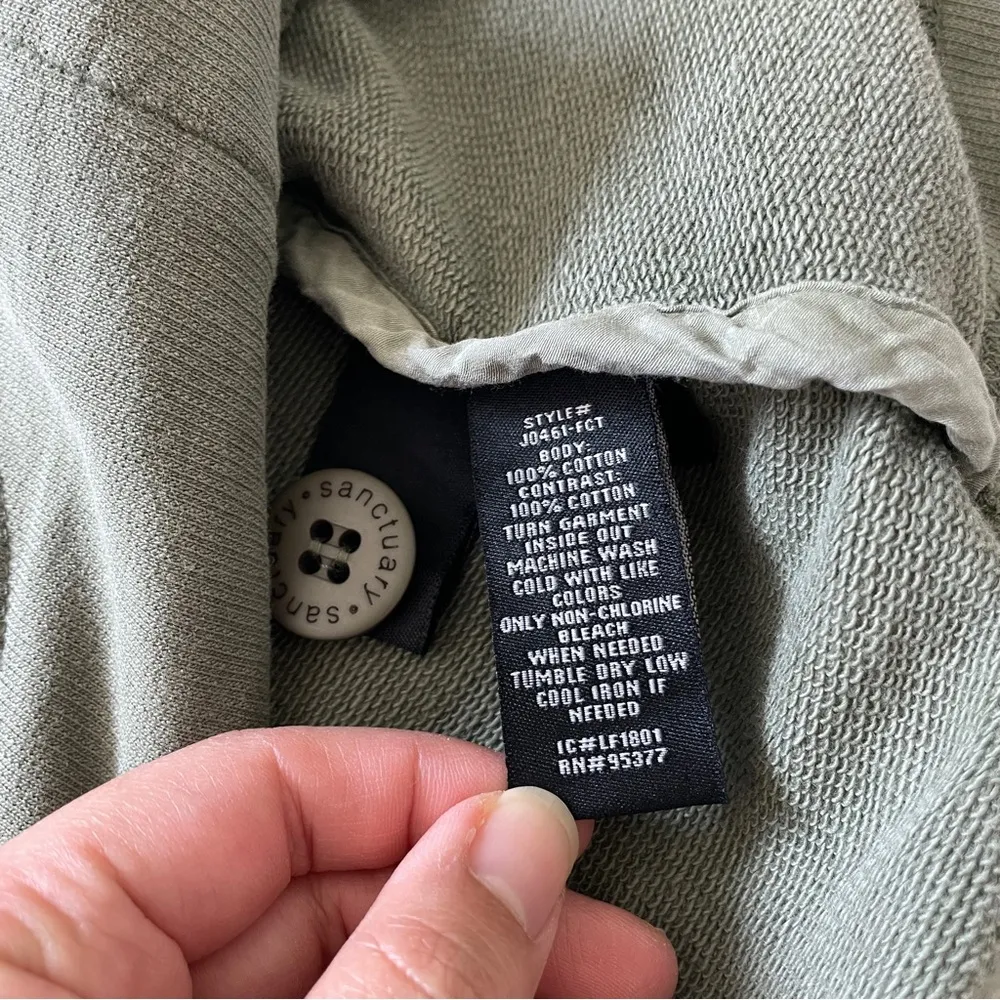 STYLE#
J0461-FCT
BODY-
100% COTTON
CONTRAST-
100% COTTON
TURN GARMENT
INSIDE OUT
MACHINE WASH
COLD WITH LIKE
COLORS
ONLY NON-CHLORINE
BLEACH
WHEN NEEDED
TUMBLE DRY LOW
COOL IRON IF
NEEDED
IC#LF1801
RN#95377
sanctuary • sanctuary •